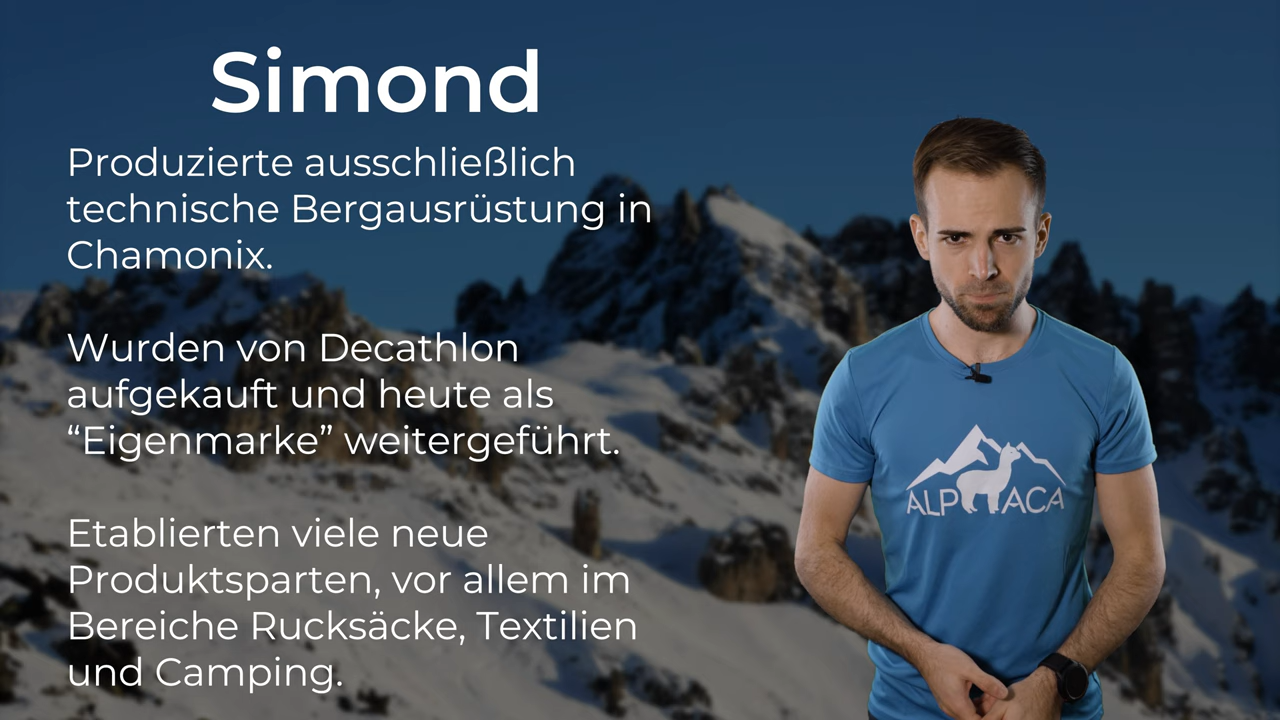 Simond
Produzierte ausschließlich
technische Bergausrüstung in
Chamonix.
Wurden von Decathlon
aufgekauft und heute als
“Eigenmarke” weitergeführt.
Etablierten viele neue
Produktsparten, vor allem im
Bereiche Rucksäcke, Textilien
und Camping.
ALPACA